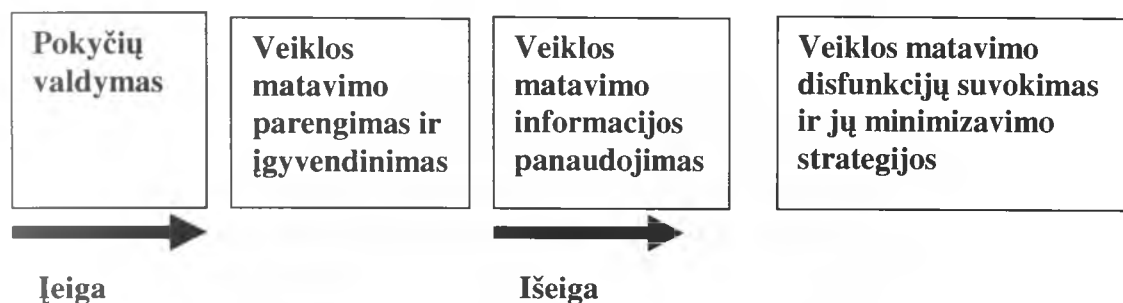 Pokyčių
valdymas
Veiklos
matavimo
parengimas ir
įgyvendinimas
Veiklos
matavimo
informacijos
panaudojimas
Veiklos matavimo
disfunkcijų suvokimas
ir jų minimizavimo
strategijos
Įeiga
Išeiga